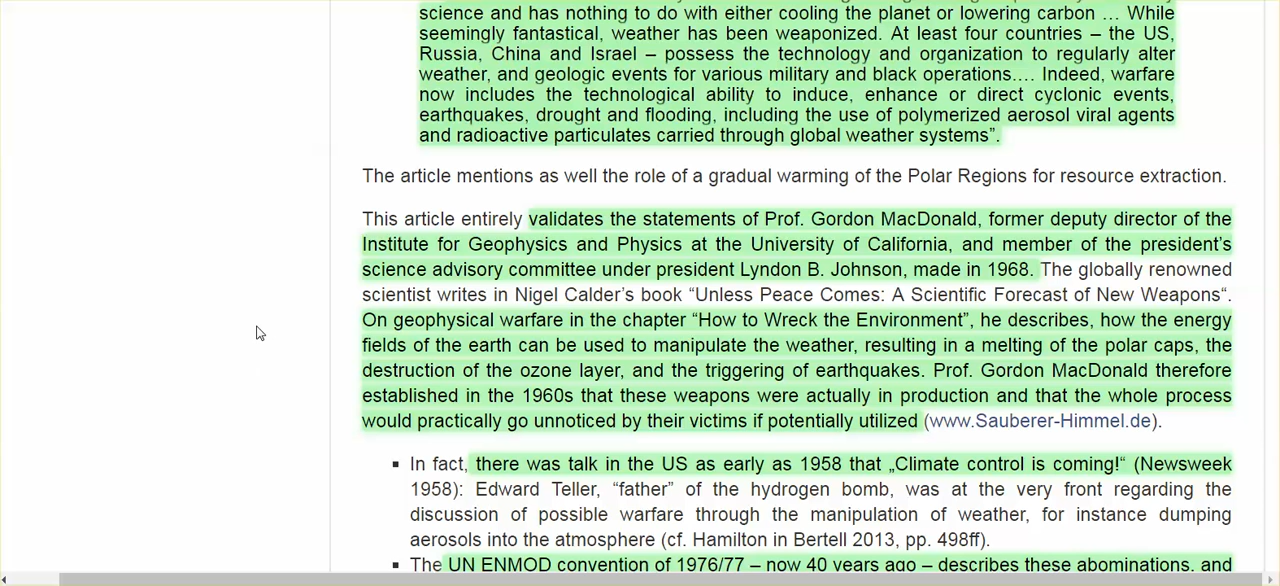 science and has nothing to do with either cooling the planet or lowering carbon … While
seemingly fantastical, weather has been weaponized. At least four countries – the US,
Russia, China and Israel – possess the technology and organization to regularly alter
weather, and geologic events for various military and black operations…. Indeed, warfare
now includes the technological ability to induce, enhance or direct cyclonic events,
earthquakes, drought and flooding, including the use of polymerized aerosol viral agents
and radioactive particulates carried through global weather systems”.
The article mentions as well the role of a gradual warming of the Polar Regions for resource extraction.
This article entirely validates the statements of Prof. Gordon MacDonald, former deputy director of the
Institute for Geophysics and Physics at the University of California, and member of the president’s
science advisory committee under president Lyndon B. Johnson, made in 1968. The globally renowned
scientist writes in Nigel Calder’s book “Unless Peace Comes: A Scientific Forecast of New Weapons“.
On geophysical warfare in the chapter “How to Wreck the Environment”, he describes, how the energy
fields of the earth can be used to manipulate the weather, resulting in a melting of the polar caps, the
destruction of the ozone layer, and the triggering of earthquakes. Prof. Gordon MacDonald therefore
established in the 1960s that these weapons were actually in production and that the whole process
would practically go unnoticed by their victims if potentially utilized (www.Sauberer-Himmel.de).
▪ In fact, there was talk in the US as early as 1958 that „Climate control is coming!“ (Newsweek
1958): Edward Teller, “father” of the hydrogen bomb, was at the very front regarding the
discussion of possible warfare through the manipulation of weather, for instance dumping
aerosols into the atmosphere (cf. Hamilton in Bertell 2013, pp. 498ff).
▪ The UN ENMOD convention of 1976/77 – now 40 years ago – describes these abominations, and